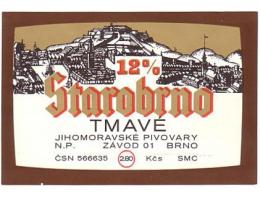 12%
Starobrno
TMAVÉ
JIHOMORAVSKÉ PIVOVARY
N.P. ZÁVOD 01 BRNO
ČSN 566635 2.80 Kčs SMC